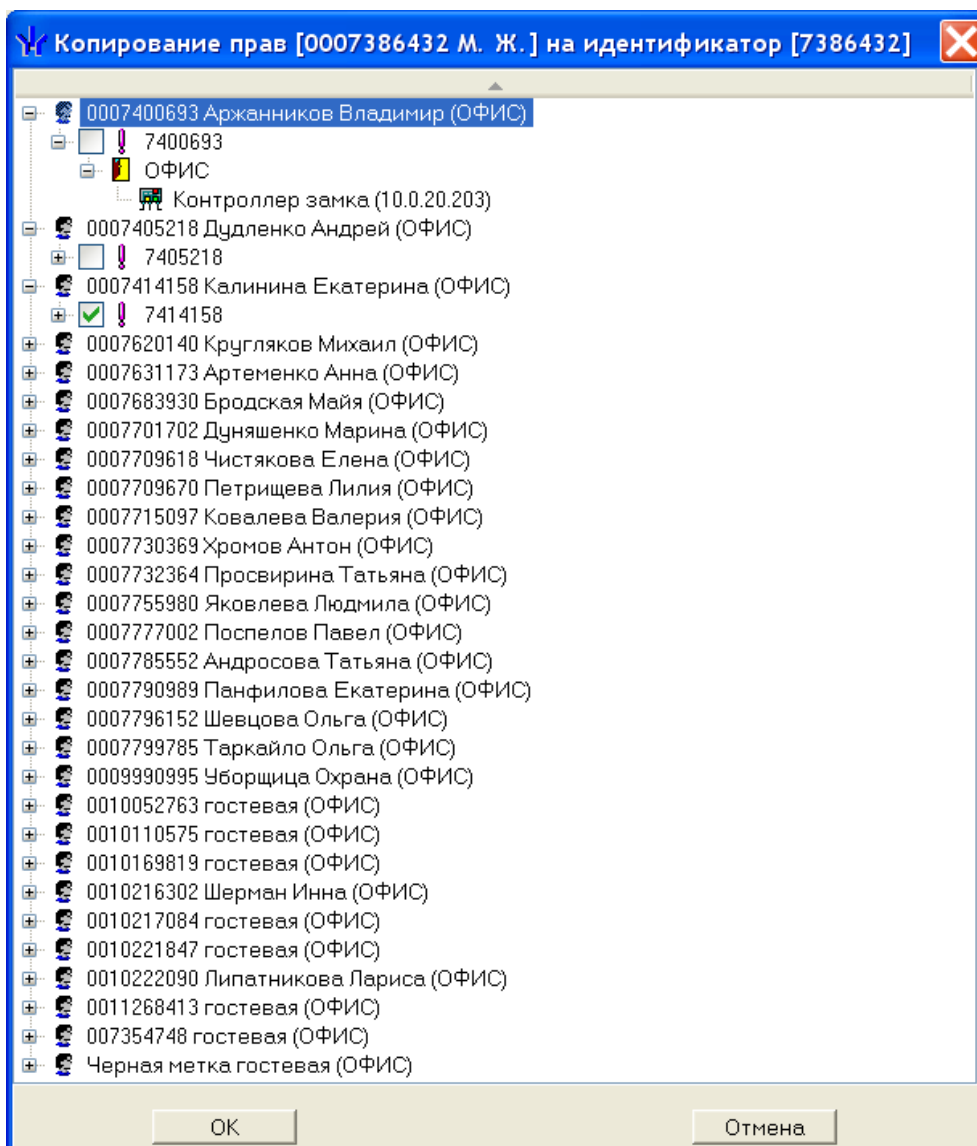 Копирование прав [0007386432 М. Ж.] на идентификатор [7386432]
0007400693 Аржанников Владимир (ОФИС)
7400693
ОФИС
Контроллер замка (10.0.20.203)
0007405218 Дудленко Андрей (ОФИС)
7405218
0007414158 Калинина Екатерина (ОФИС)
7414158
0007620140 Кругляков Михаил (ОФИС)
0007631173 Артеменко Анна (ОФИС)
0007683930 Бродская Майя (ОФИС)
0007701702 Дуняшенко Марина (ОФИС)
0007709618 Чистякова Елена (ОФИС)
0007709670 Петрищева Лилия (ОФИС)
0007715097 Ковалева Валерия (ОФИС)
0007730369 Хромов Антон (ОФИС)
0007732364 Просвирина Татьяна (ОФИС)
0007755980 Яковлева Людмила (ОФИС)
0007777002 Поспелов Павел (ОФИС)
0007785552 Андросова Татьяна (ОФИС)
0007790989 Панфилова Екатерина (ОФИС)
0007796152 Шевцова Ольга (ОФИС)
0007799785 Таркайло Ольга (ОФИС)
0009990995 Уборщица Охрана (ОФИС)
0010052763 гостевая (ОФИС)
0010110575 гостевая (ОФИС)
0010169819 гостевая (ОФИС)
0010216302 Шерман Инна (ОФИС)
0010217084 гостевая (ОФИС)
0010221847 гостевая (ОФИС)
0010222090 Липатникова Лариса (ОФИС)
0011268413 гостевая (ОФИС)
007354748 гостевая (ОФИС)
Черная метка гостевая (ОФИС)
ОК Отмена